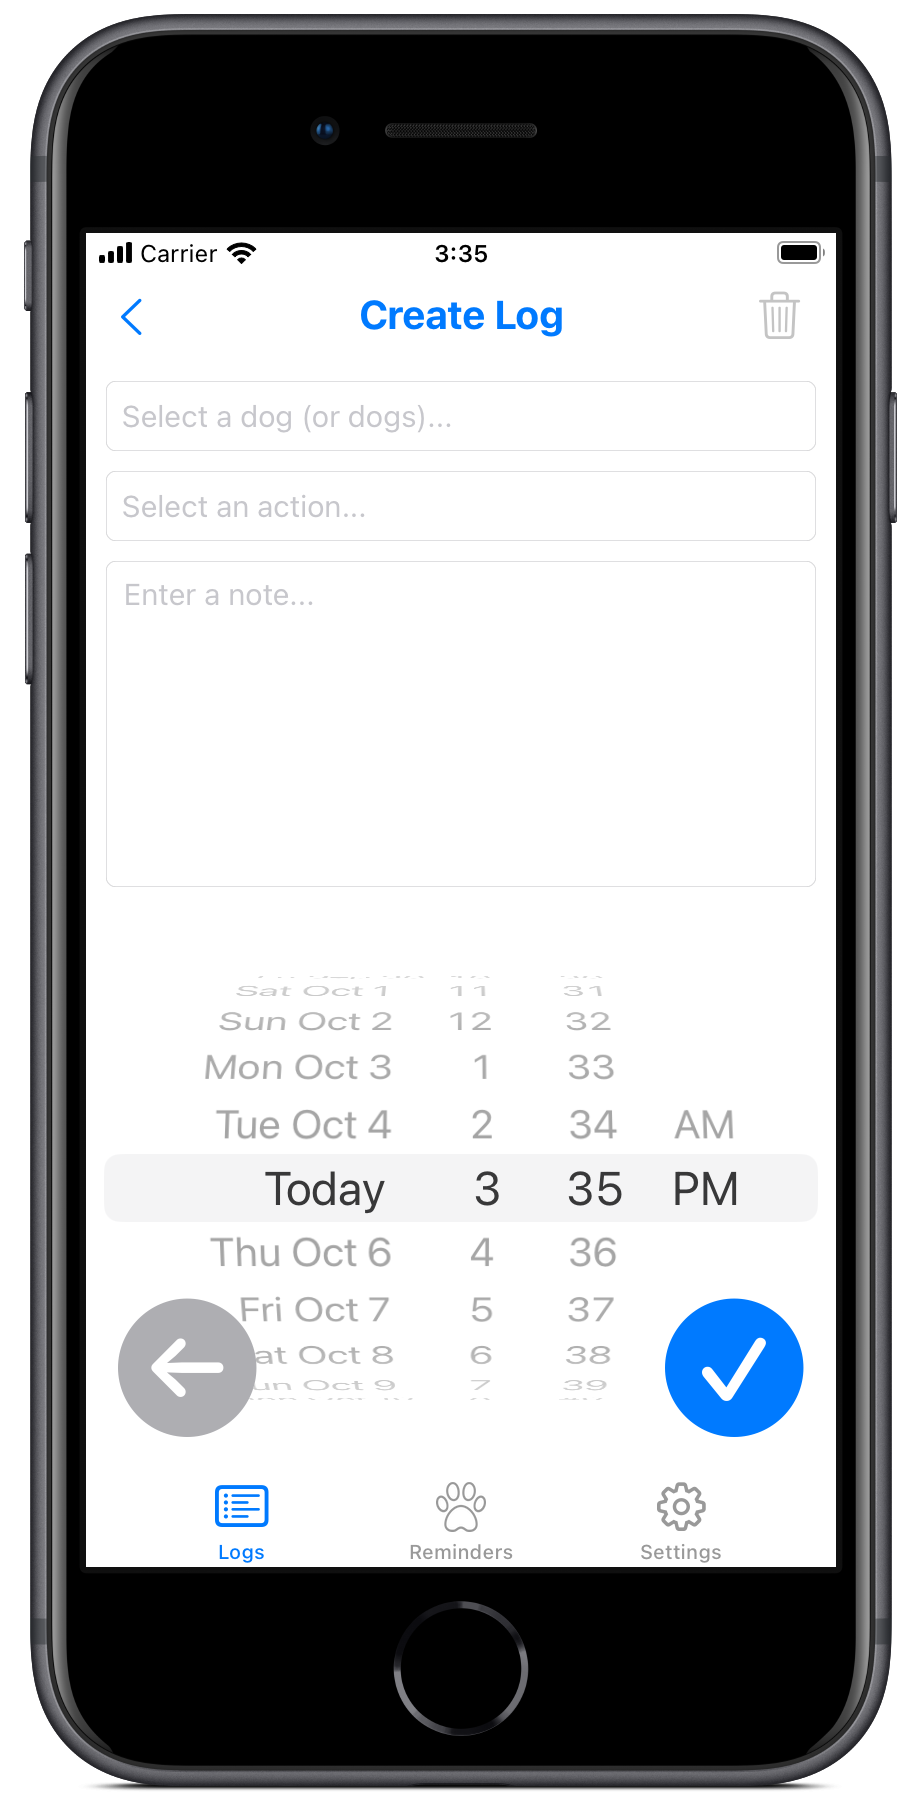 Carrier 3:35
Create Log
Select a dog (or dogs)...
Select an action...
Enter a note...
Sat Oct 1 11 31
Sun Oct 2 12 32
Mon Oct 3 1 33
Tue Oct 4 2 34 AM
Today 3 35 PM
Thu Oct 6 4 36
Fri Oct 7 5 37
at Oct 8 6 38
un Oct 9 7 39
Logs Reminders Settings